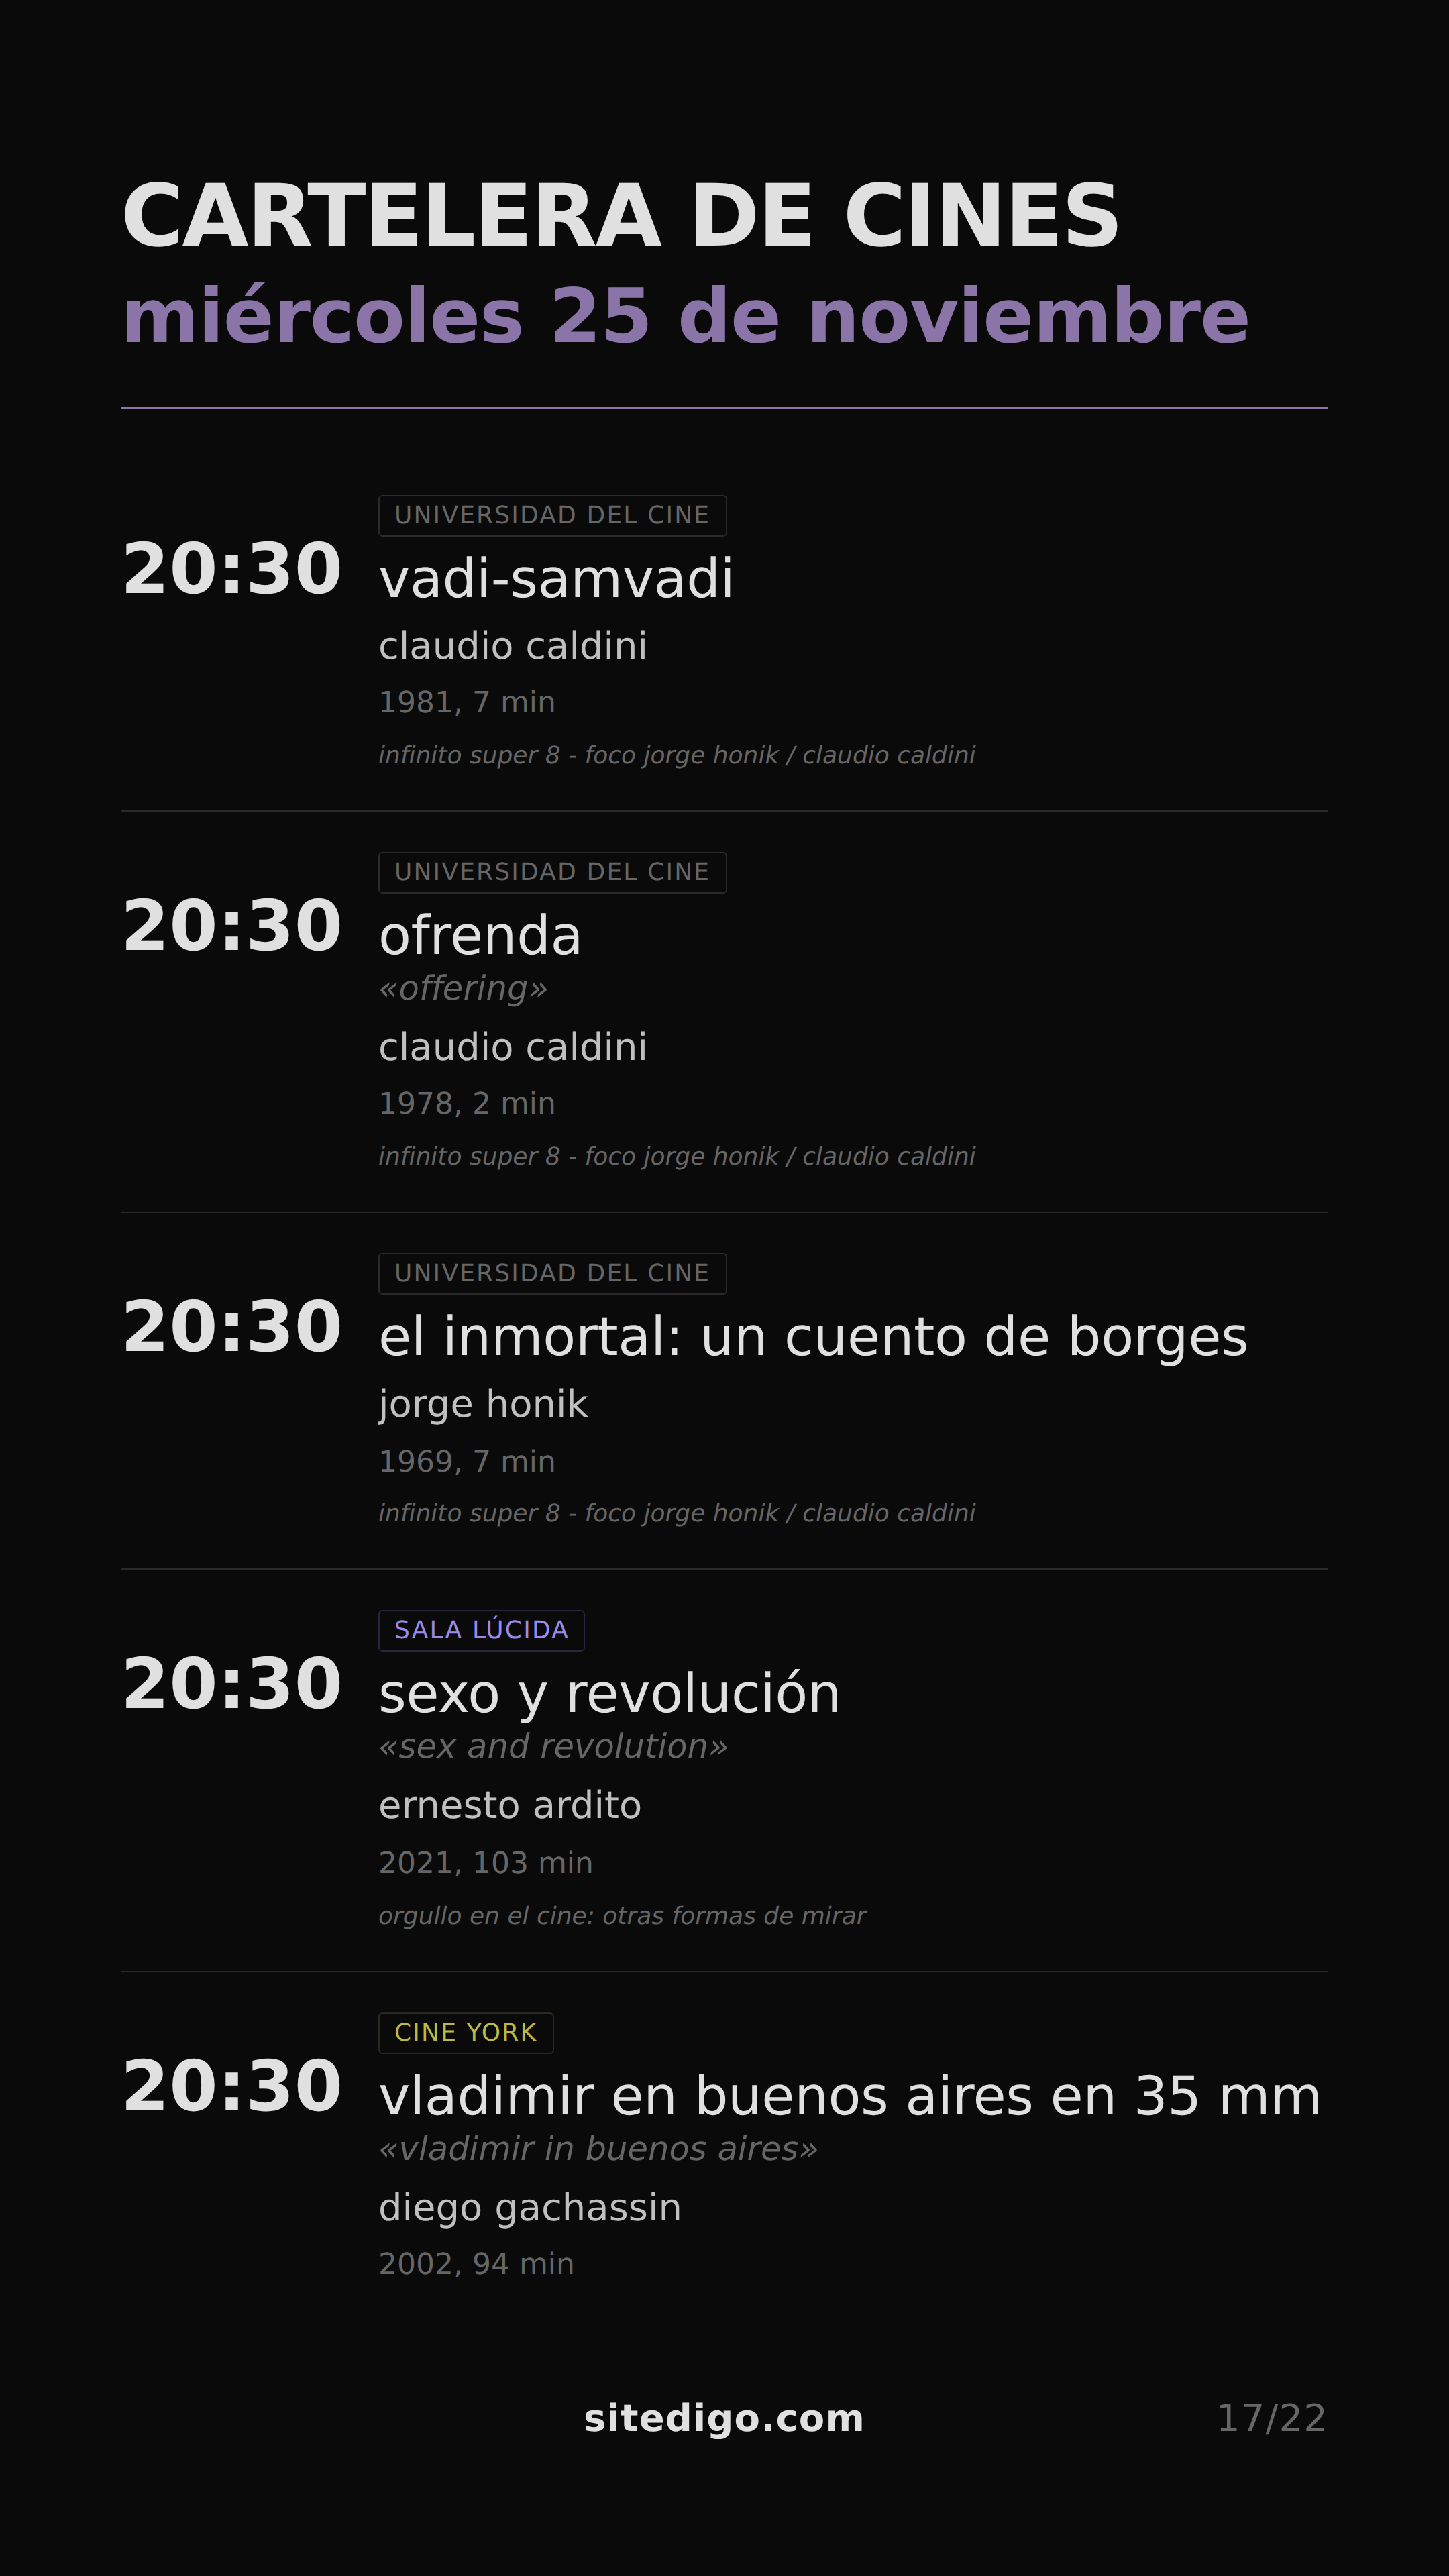 CARTELERA DE CINES
miércoles 25 de noviembre
UNIVERSIDAD DEL CINE
20:30
vadi-samvadi
claudio caldini
1981, 7 min
infinito super 8 - foco jorge honik / claudio caldini
UNIVERSIDAD DEL CINE
20:30
ofrenda
«offering»
claudio caldini
1978, 2 min
infinito super 8 - foco jorge honik / claudio caldini
UNIVERSIDAD DEL CINE
20:30
el inmortal: un cuento de borges
jorge honik
1969, 7 min
infinito super 8 - foco jorge honik / claudio caldini
SALA LÚCIDA
20:30
sexo y revolución
«sex and revolution»
ernesto ardito
2021, 103 min
orgullo en el cine: otras formas de mirar
CINE YORK
20:30
vladimir en buenos aires en 35 mm
«vladimir in buenos aires»
diego gachassin
2002, 94 min
sitedigo.com
17/22